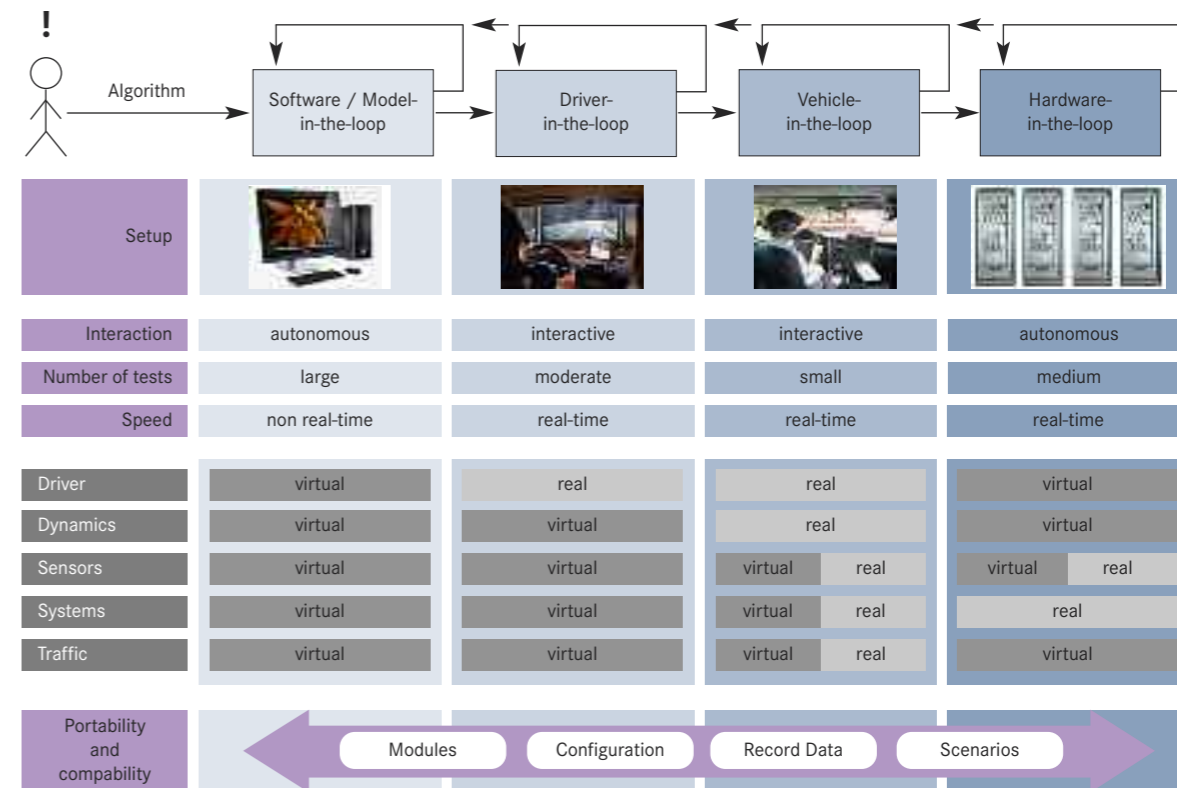 !
Algorithm
Software / Model-
in-the-loop
Driver-
in-the-loop
Vehicle-
in-the-loop
Hardware-
in-the-loop
Setup
Interaction autonomous interactive interactive autonomous
Number of tests large moderate small medium
Speed non real-time real-time real-time real-time
Driver virtual real real virtual
Dynamics virtual virtual real virtual
Sensors virtual virtual virtual real virtual real
Systems virtual virtual virtual real real
Traffic virtual virtual virtual real virtual
Portability
and
compability
Modules Configuration Record Data Scenarios